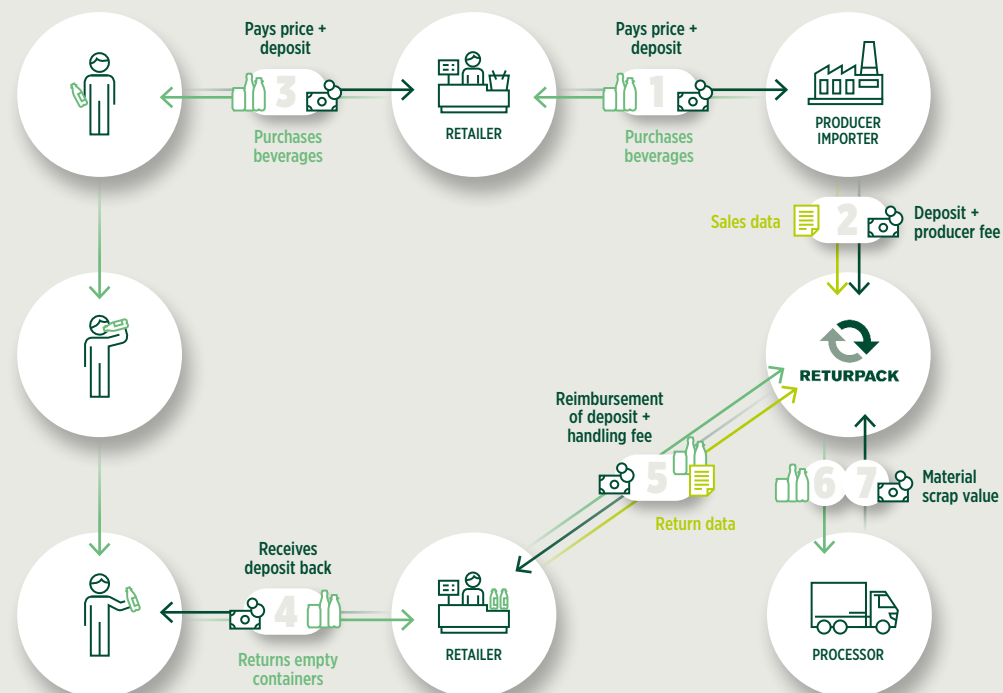 Pays price +
deposit
3
Purchases
beverages
RETAILER
Pays price +
deposit
1
Purchases
beverages
PRODUCER
IMPORTER
Sales data
2
Deposit +
producer fee
RETURPACK
Reimbursement
of deposit +
handling fee
5
Return data
6
7
Material
scrap value
Receives
deposit back
4
Returns empty
containers
RETAILER
PROCESSOR